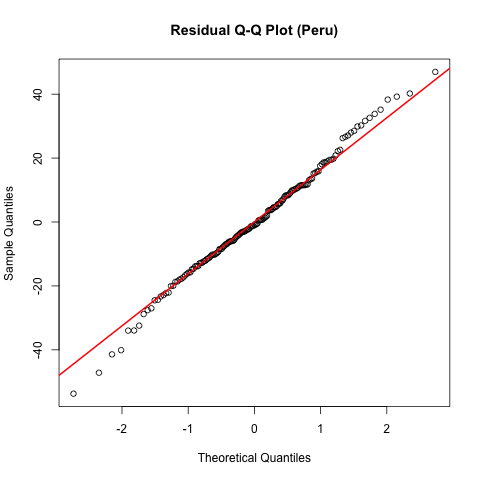 Residual Q-Q Plot (Peru)
Sample Quantiles
40
20
0
-20
-40
-2 -1 0 1 2
Theoretical Quantiles